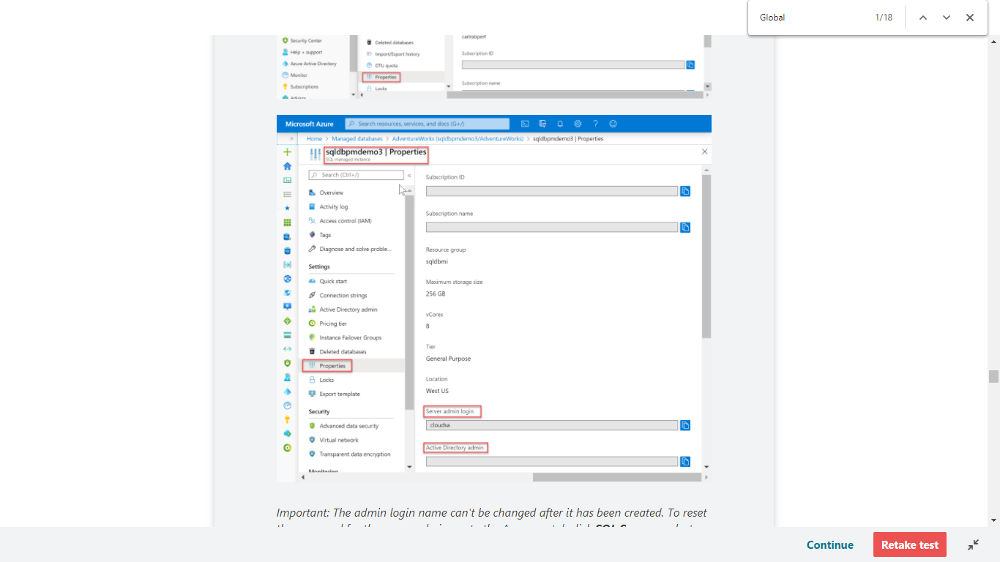 Global
1/18
carlrabperf
Security Center
Help + support
Azure Active Directory
Monitor
Subscriptions
Advisor
Deleted databases
Import/Export history
DTU quota
Properties
Locks
Subscription ID
Subscription name
Microsoft Azure
Search resources, services, and docs (G+/)
Home > Managed databases > AdventureWorks (sqldbpmdemo3/AdventureWorks) > sqldbpmdemo3 | Properties
sqldbpmdemo3 | Properties
SQL managed instance
Search (Ctrl+/)
Overview
Activity log
Access control (IAM)
Tags
Diagnose and solve proble...
Settings
Quick start
Connection strings
Active Directory admin
Pricing tier
Instance Failover Groups
Deleted databases
Properties
Locks
Export template
Security
Advanced data security
Virtual network
Transparent data encryption
Monitoring
Subscription ID
Subscription name
Resource group
sqldbmi
Maximum storage size
256 GB
vCores
8
Tier
General Purpose
Location
West US
Server admin login
cloudsa
Active Directory admin
Important: The admin login name can't be changed after it has been created. To reset
Continue
Retake test